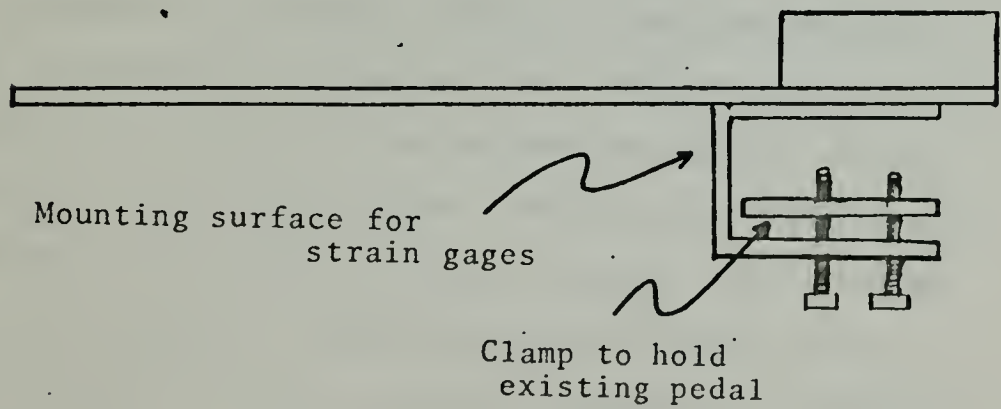 Mounting surface for
strain gages
Clamp to hold
existing pedal